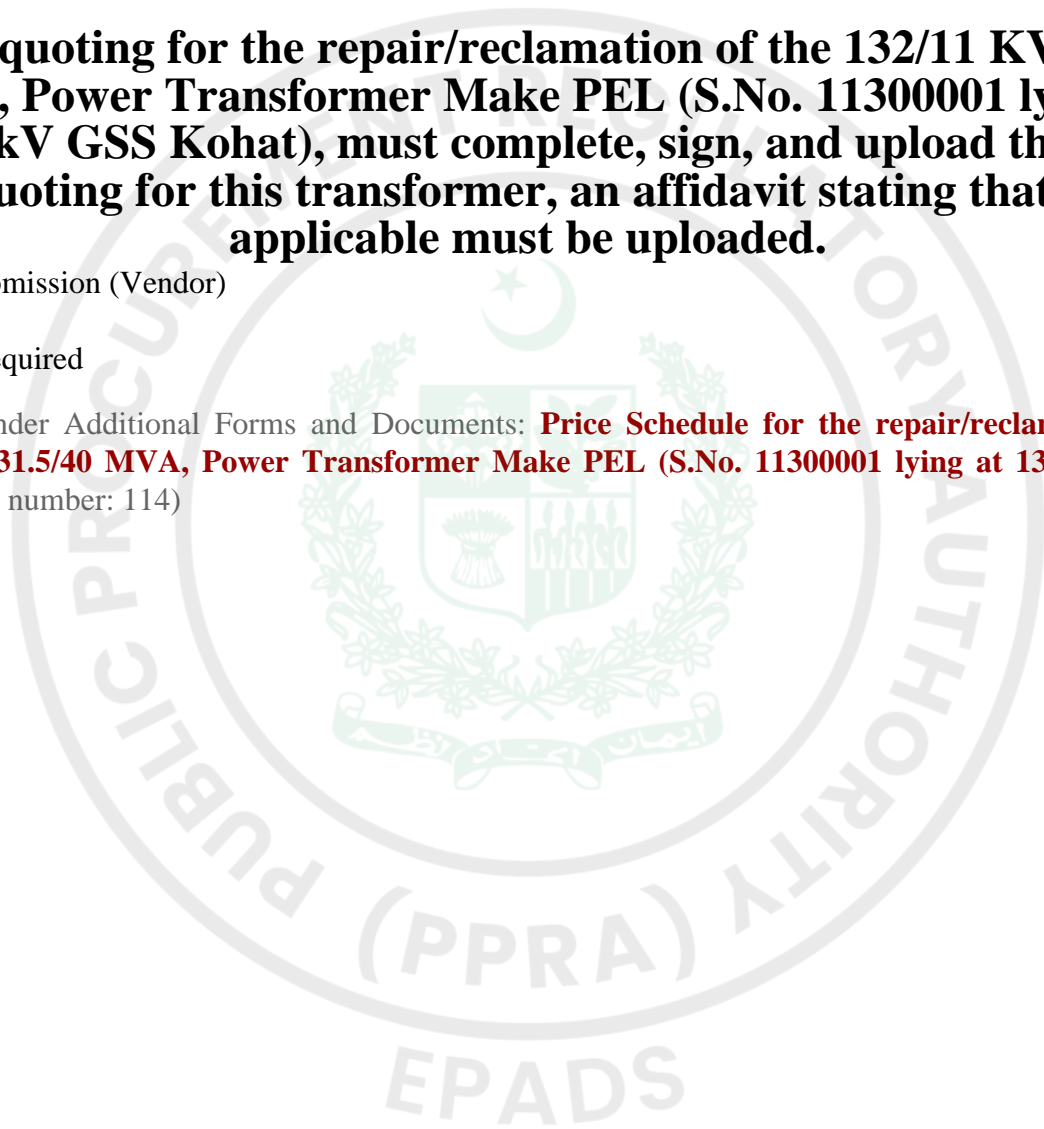 quoting for the repair/reclamation of the 132/11 KV
, Power Transformer Make PEL (S.No. 11300001 ly
kV GSS Kohat), must complete, sign, and upload th
uoting for this transformer, an affidavit stating that
applicable must be uploaded.
mission (Vendor)
equired
nder Additional Forms and Documents: Price Schedule for the repair/reclar
31.5/40 MVA, Power Transformer Make PEL (S.No. 11300001 lying at 13
number: 114)
PUBLIC PROCUREMENT REGULATORY AUTHORITY
(PPRA)
EPADS